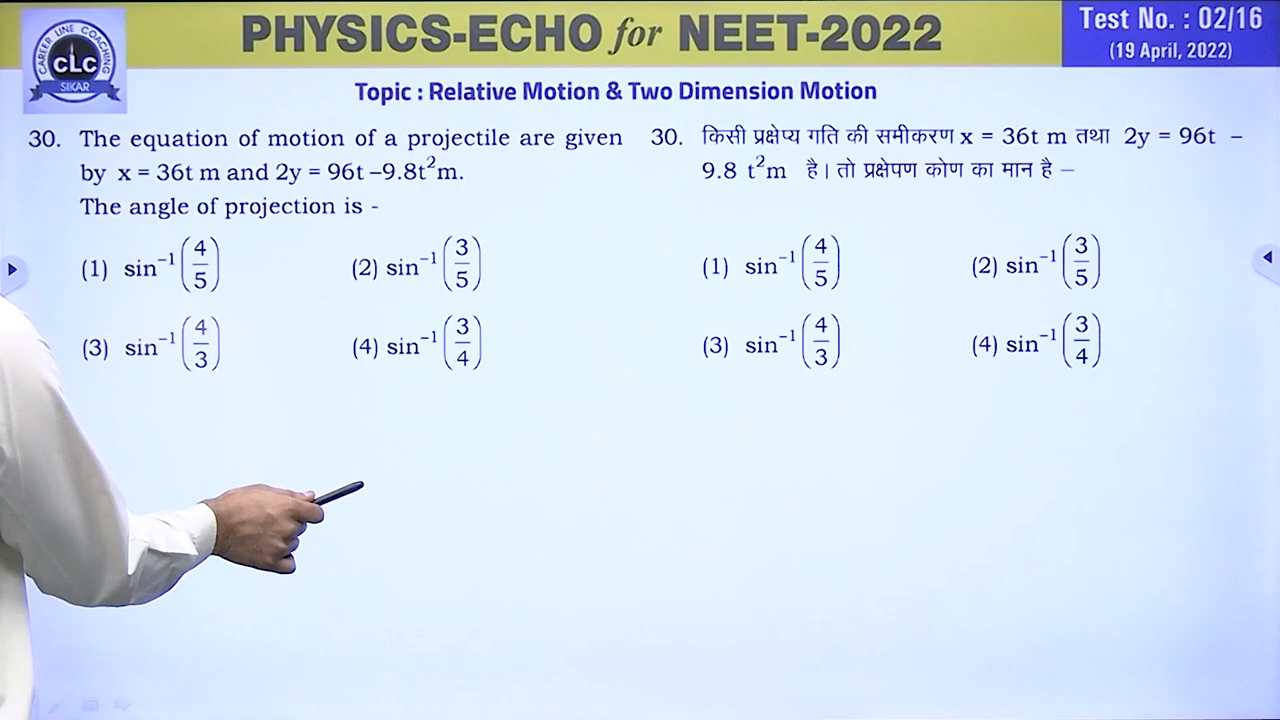 CAREER LINE COACHING
CLC
SIKAR
PHYSICS-ECHO for NEET-2022
Test No. : 02/16
(19 April, 2022)
Topic : Relative Motion & Two Dimension Motion
30. The equation of motion of a projectile are given
by x = 36t m and 2y = 96t –9.8t²m.
The angle of projection is -
(1) sin⁻¹(4/5) (2) sin⁻¹(3/5)
(3) sin⁻¹(4/3) (4) sin⁻¹(3/4)
30. किसी प्रक्षेप्य गति की समीकरण x = 36t m तथा 2y = 96t –
9.8 t²m है। तो प्रक्षेपण कोण का मान है –
(1) sin⁻¹(4/5) (2) sin⁻¹(3/5)
(3) sin⁻¹(4/3) (4) sin⁻¹(3/4)